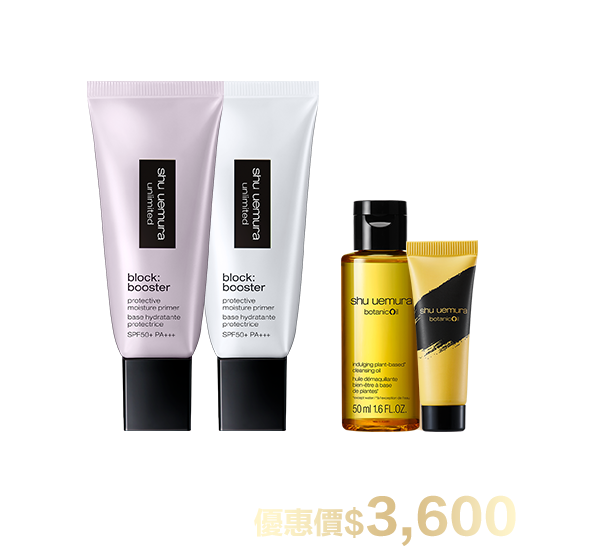 shu uemura
unlimited
block:
booster
protective
moisture primer
base hydratante
protectrice
SPF50+ PA+++
shu uemura
unlimited
block:
booster
protective
moisture primer
base hydratante
protectrice
SPF50+ PA+++
shu uemura
botanicOil
indulging plant-based*
cleansing oil
huile démaquillante
bien-être à base
de plantes*
50 ml 1.6 FL.OZ.
shu uemura
botanicOil
優惠價$3,600